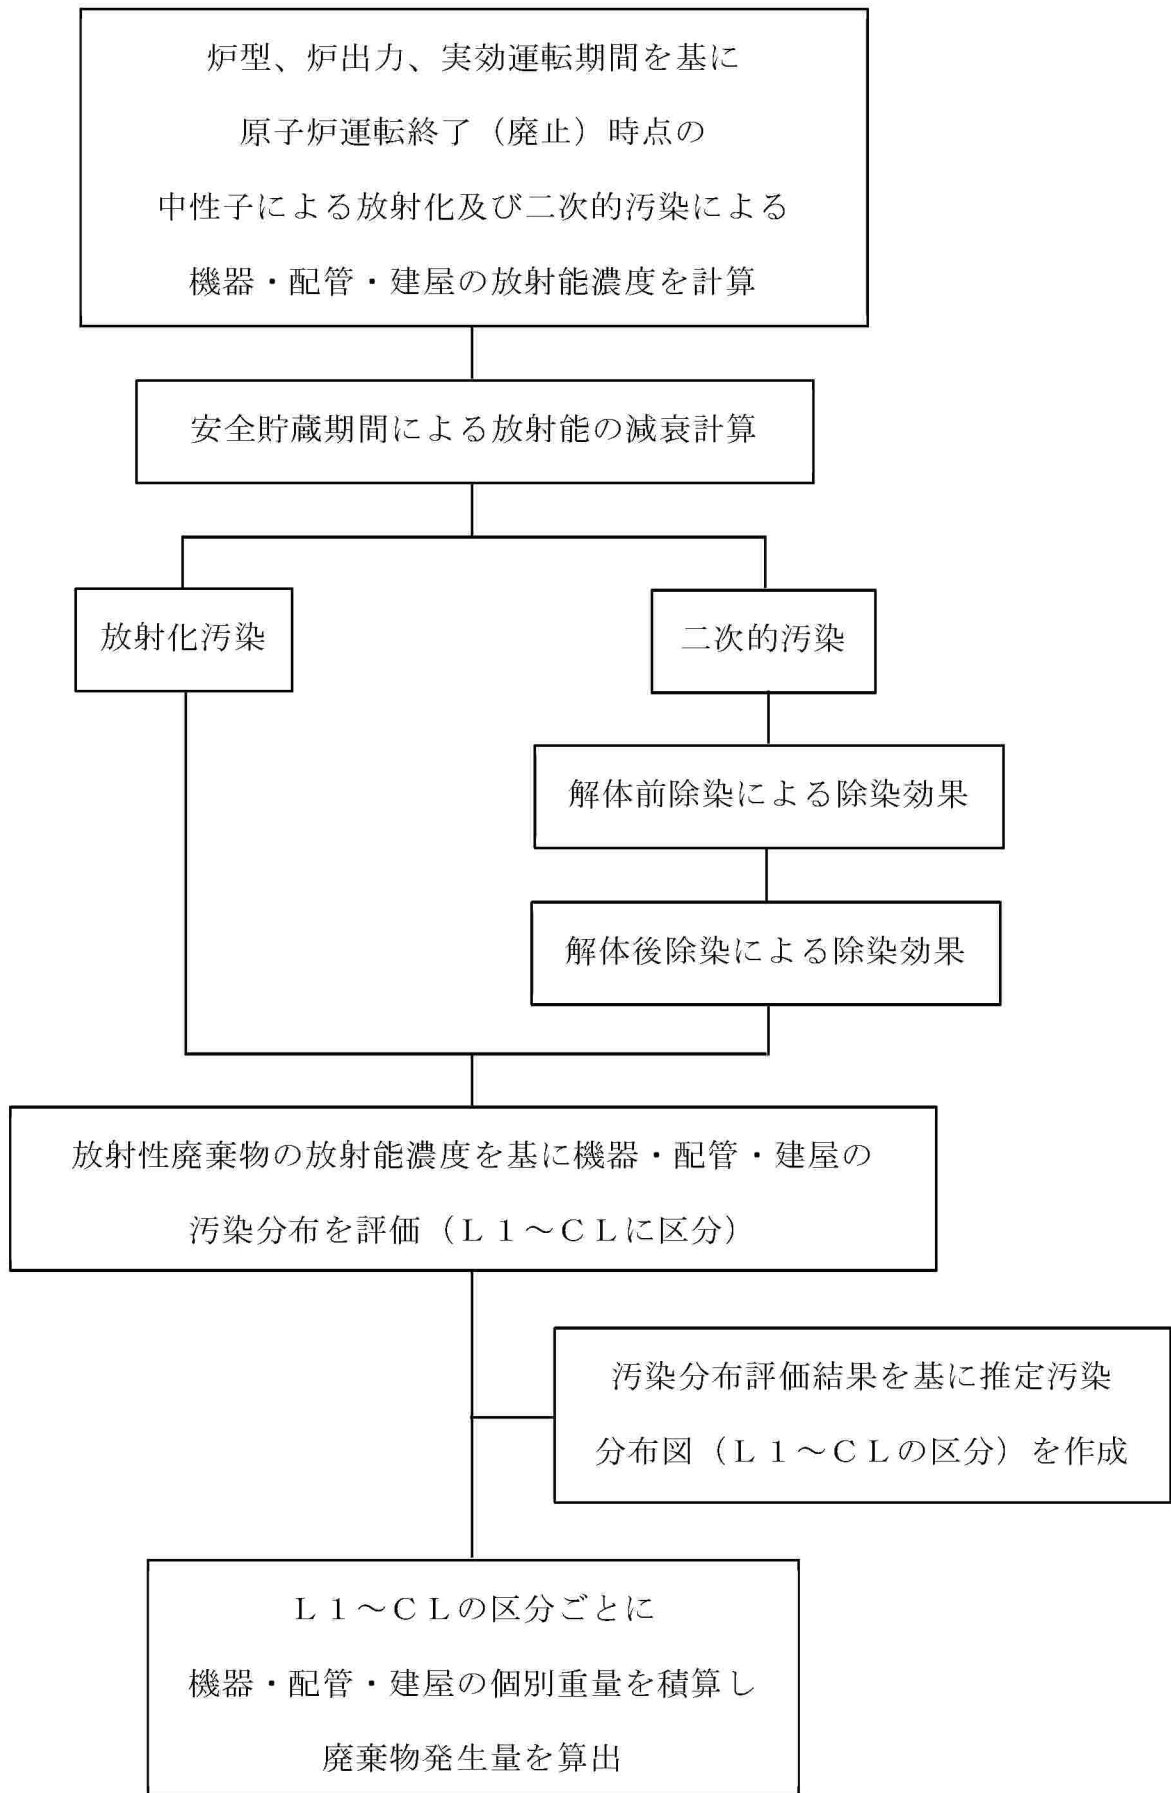 炉型、炉出力、実効運転期間を基に
原子炉運転終了（廃止）時点の
中性子による放射化及び二次的汚染による
機器・配管・建屋の放射能濃度を計算
安全貯蔵期間による放射能の減衰計算
放射化汚染
二次的汚染
解体前除染による除染効果
解体後除染による除染効果
放射性廃棄物の放射能濃度を基に機器・配管・建屋の
汚染分布を評価（Ｌ１～ＣＬに区分）
汚染分布評価結果を基に推定汚染
分布図（Ｌ１～ＣＬの区分）を作成
Ｌ１～ＣＬの区分ごとに
機器・配管・建屋の個別重量を積算し
廃棄物発生量を算出